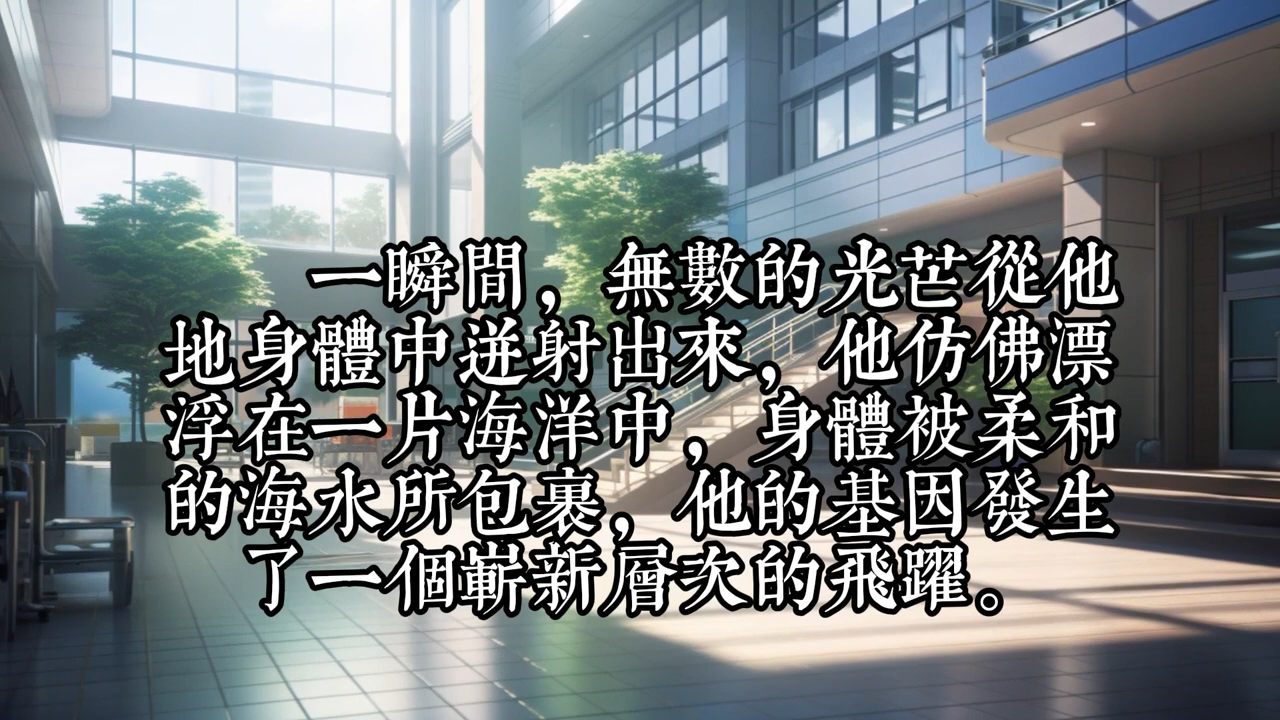 一瞬間，無數的光芒從他
地身體中迸射出來，他仿佛漂
浮在一片海洋中，身體被柔和
的海水所包裹，他的基因發生
了一個嶄新層次的飛躍。